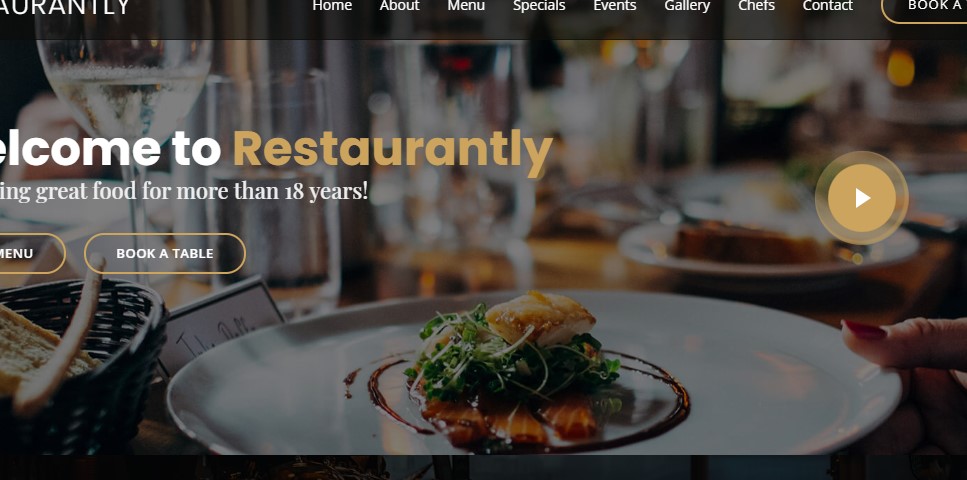 AURANTLY
Home About Menu Specials Events Gallery Chefs Contact BOOK A
elcome to Restaurantly
ing great food for more than 18 years!
MENU BOOK A TABLE